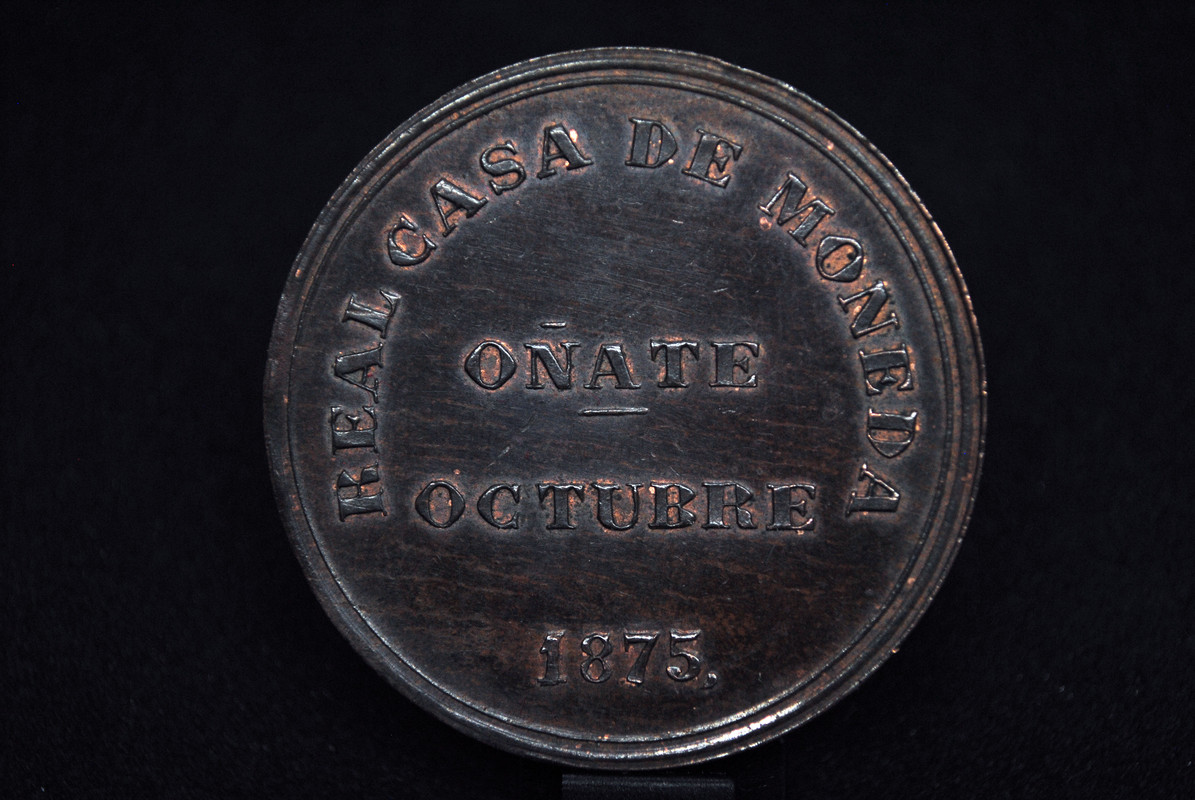 REAL CASA DE MONEDA
OÑATE
OCTUBRE
1875,